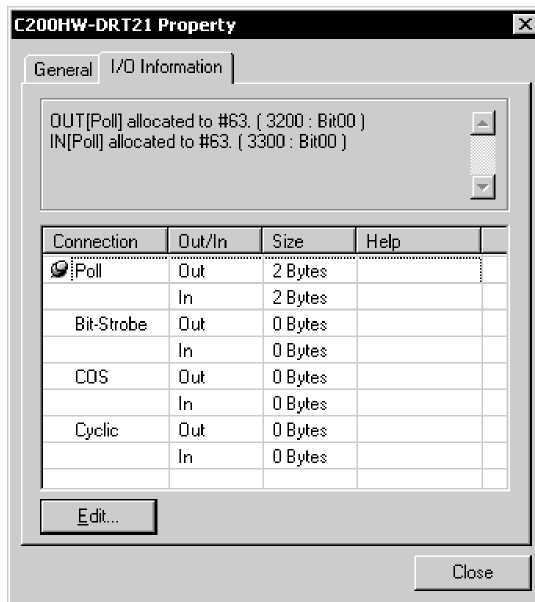 C200HW-DRT21 Property
General I/O Information
OUT[Poll] allocated to #63. ( 3200 : Bit00 )
IN[Poll] allocated to #63. ( 3300 : Bit00 )
Connection Out/In Size Help
Poll Out 2 Bytes
In 2 Bytes
Bit-Strobe Out 0 Bytes
In 0 Bytes
COS Out 0 Bytes
In 0 Bytes
Cyclic Out 0 Bytes
In 0 Bytes
Edit...
Close